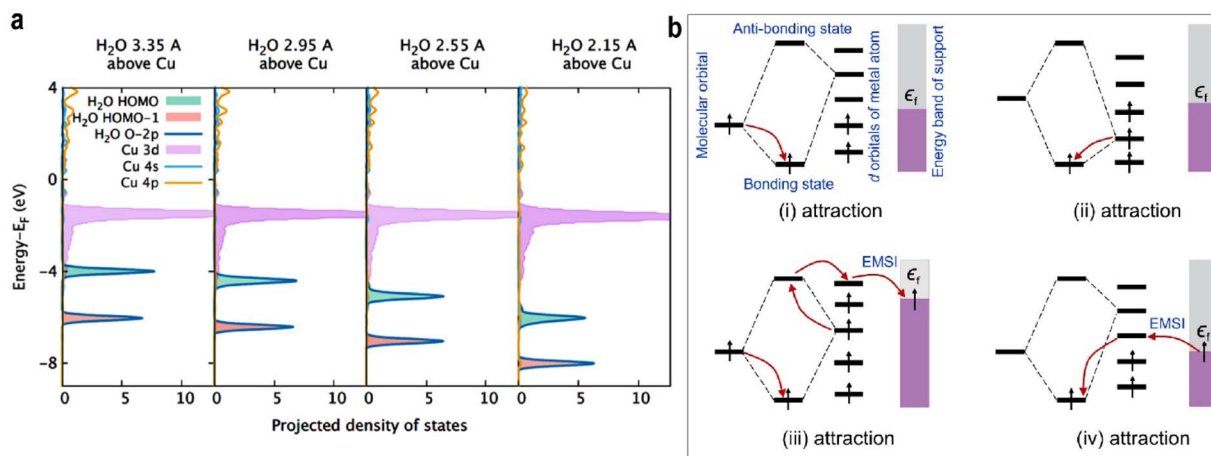 a
H₂O 3.35 A
above Cu
H₂O 2.95 A
above Cu
H₂O 2.55 A
above Cu
H₂O 2.15 A
above Cu
H₂O HOMO
H₂O HOMO-1
H₂O O-2p
Cu 3d
Cu 4s
Cu 4p
Energy-E_F (eV)
4
0
-4
-8
0 5 10
0 5 10
0 5 10
0 5 10
Projected density of states
b
Anti-bonding state
Molecular orbital
d orbitals of metal atom
Energy band of support
ϵf
Bonding state
(i) attraction
ϵf
(ii) attraction
EMSI
ϵf
(iii) attraction
EMSI
ϵf
(iv) attraction